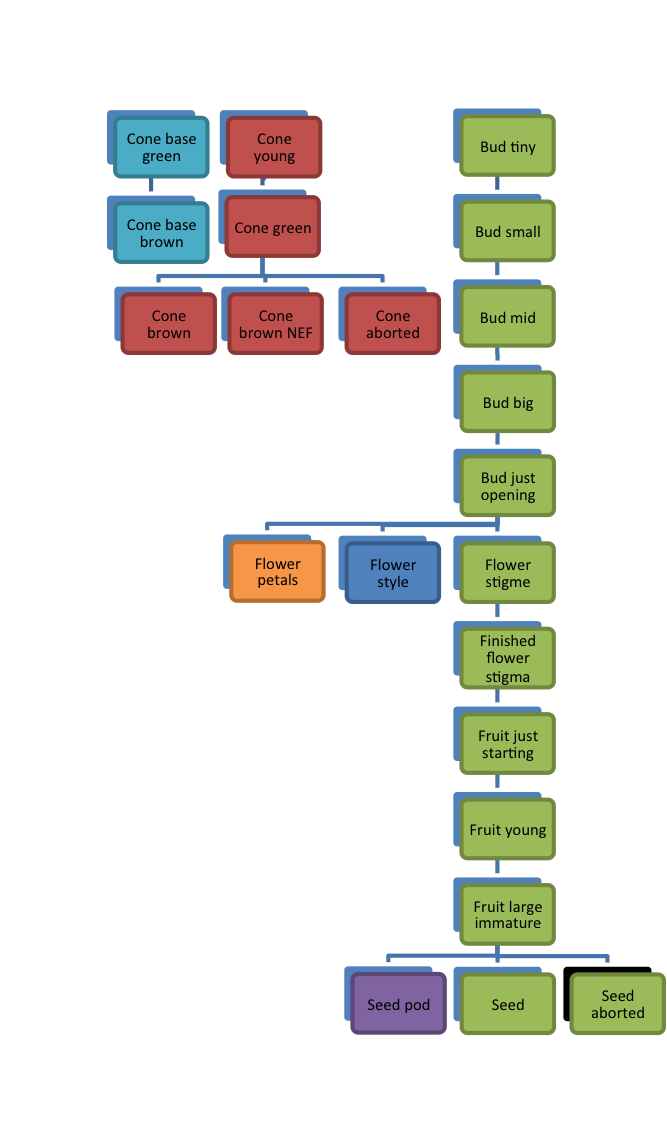 Cone base
green
Cone
young
Bud tiny
Cone base
brown
Cone green
Bud small
Cone
brown
Cone
brown NEF
Cone
aborted
Bud mid
Bud big
Bud just
opening
Flower
petals
Flower
style
Flower
stigme
Finished
flower
stigma
Fruit just
starting
Fruit young
Fruit large
immature
Seed pod
Seed
Seed
aborted